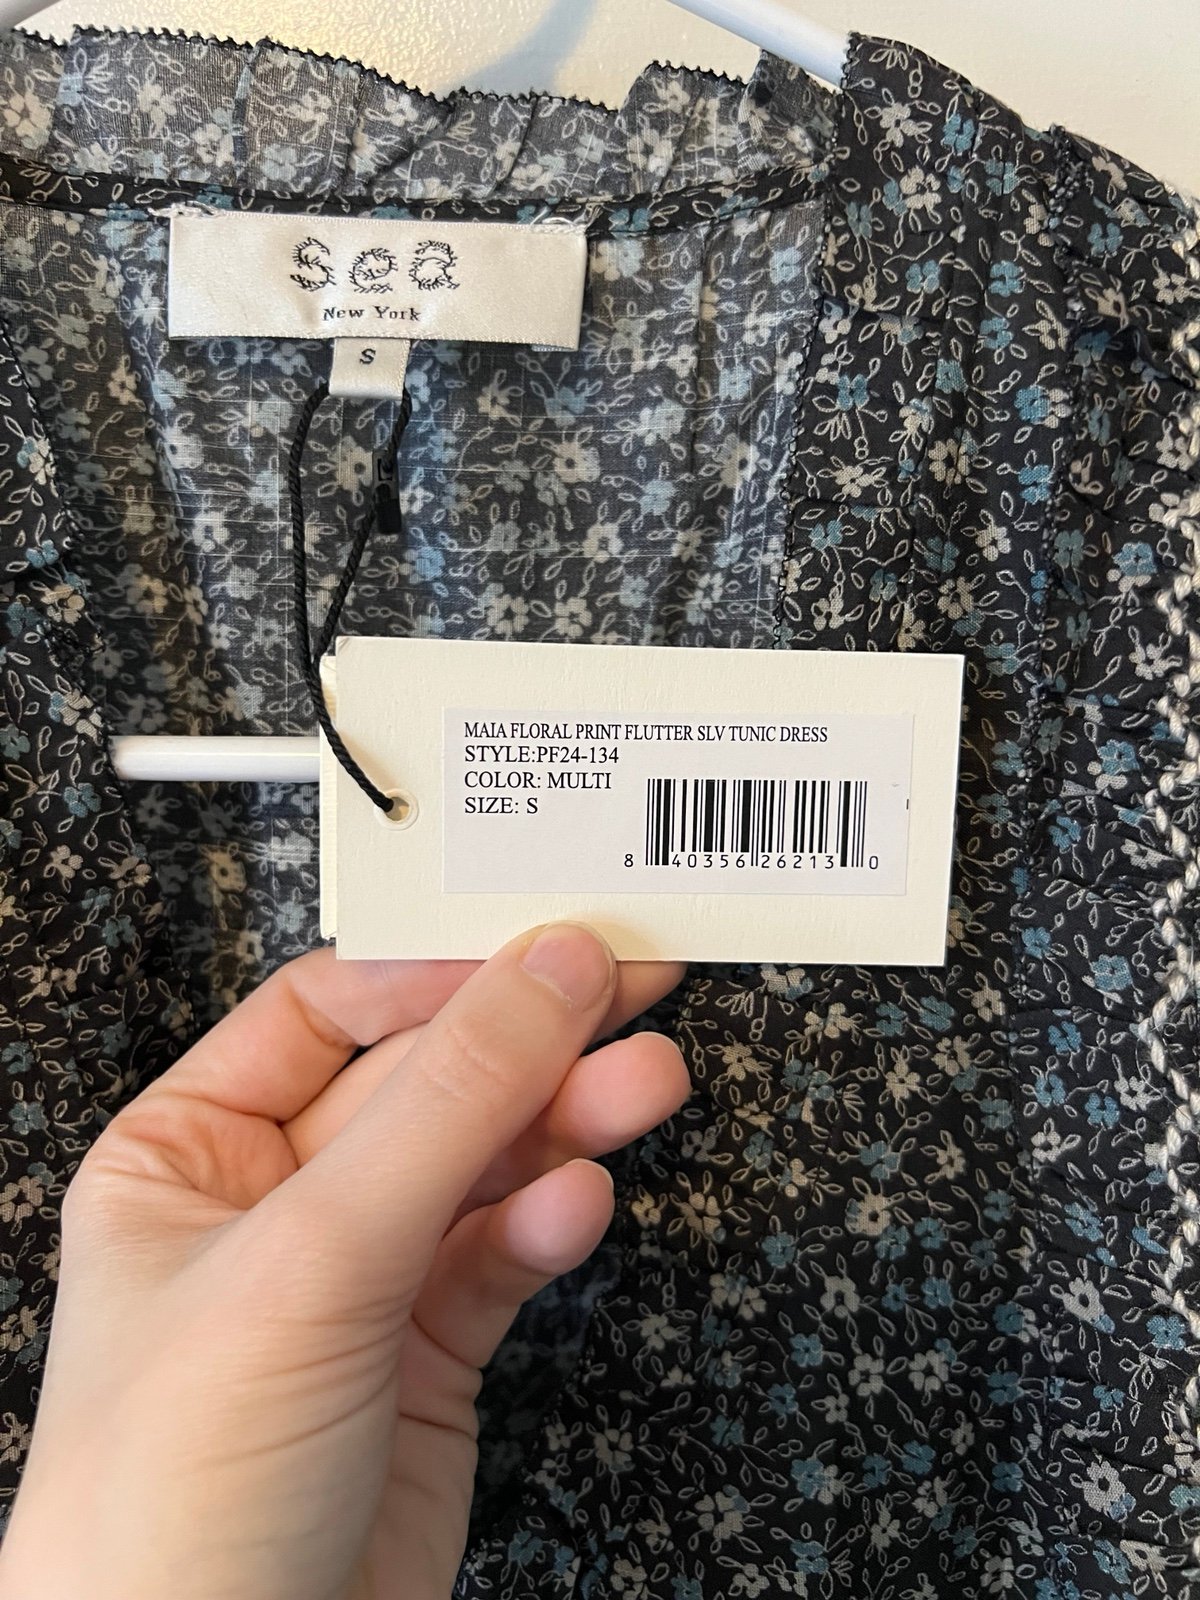 sea
New York
S
MAIA FLORAL PRINT FLUTTER SLV TUNIC DRESS
STYLE:PF24-134
COLOR: MULTI
SIZE: S
8 40356 26213 0